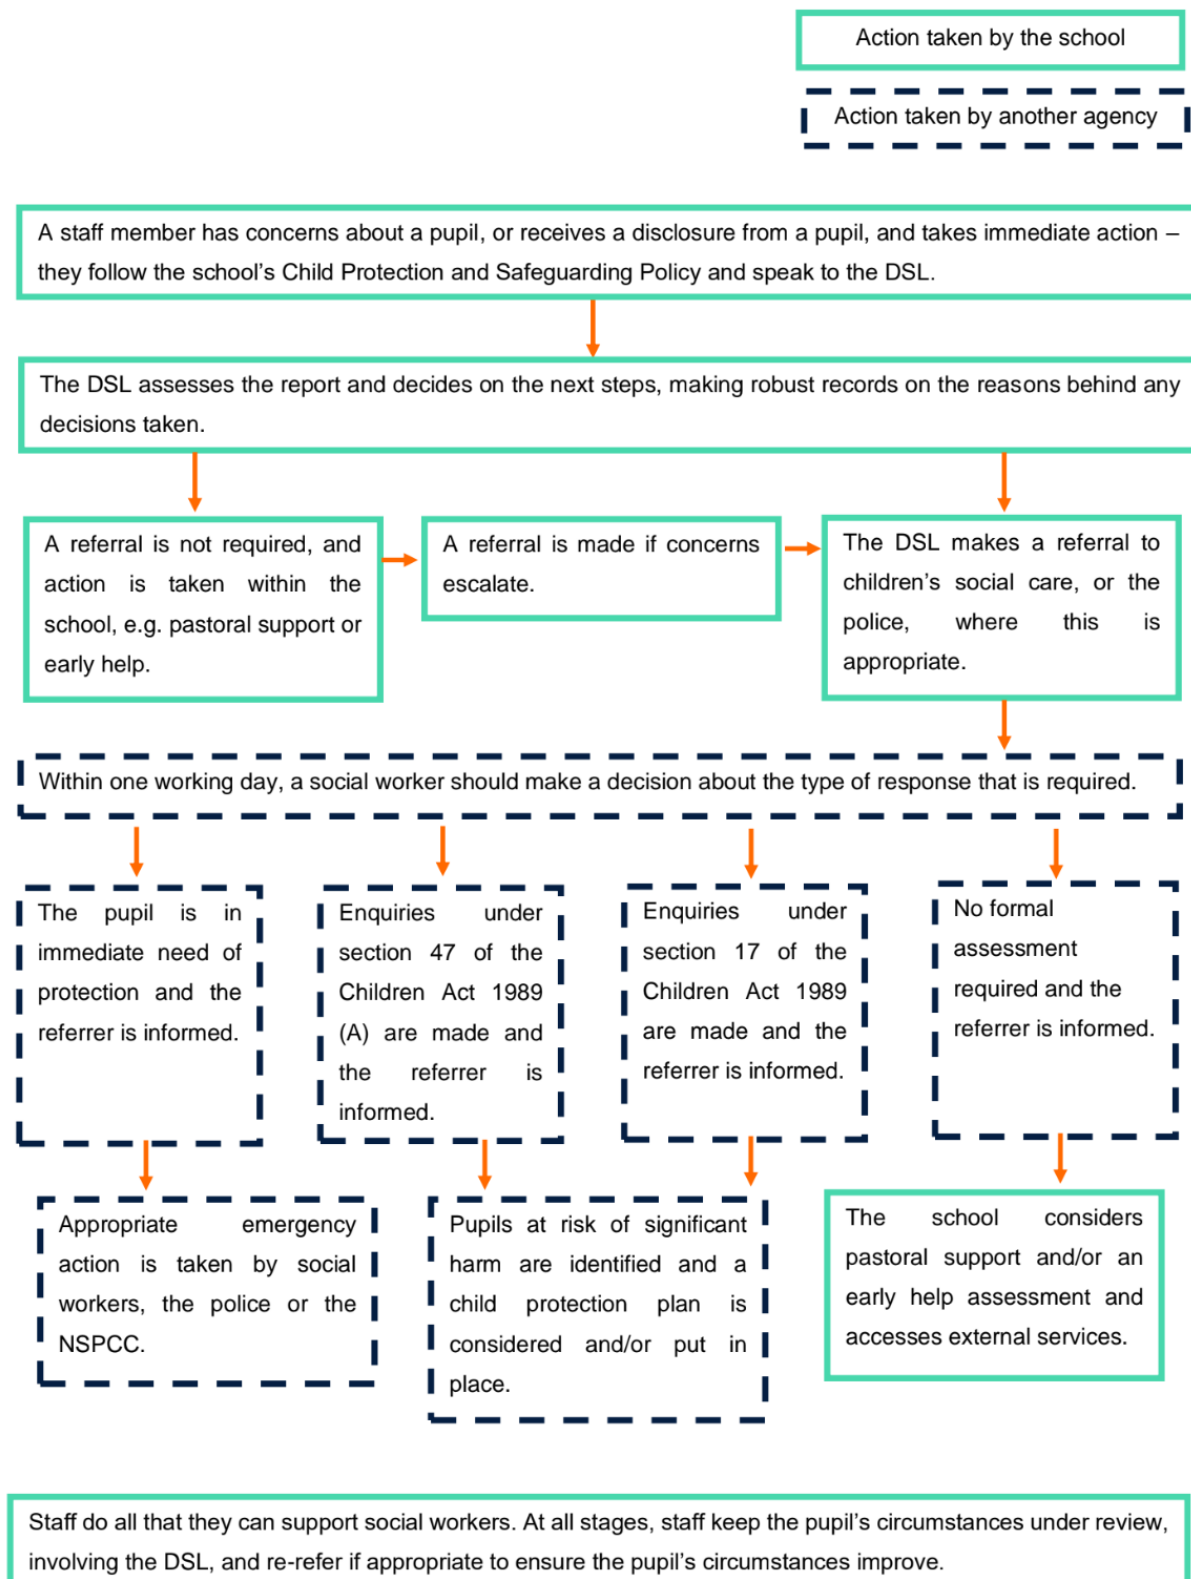 Action taken by the school
Action taken by another agency
A staff member has concerns about a pupil, or receives a disclosure from a pupil, and takes immediate action –
they follow the school's Child Protection and Safeguarding Policy and speak to the DSL.
The DSL assesses the report and decides on the next steps, making robust records on the reasons behind any
decisions taken.
A referral is not required, and
action is taken within the
school, e.g. pastoral support or
early help.
A referral is made if concerns
escalate.
The DSL makes a referral to
children's social care, or the
police, where this is
appropriate.
Within one working day, a social worker should make a decision about the type of response that is required.
The pupil is in
immediate need of
protection and the
referrer is informed.
Enquiries under
section 47 of the
Children Act 1989
(A) are made and
the referrer is
informed.
Enquiries under
section 17 of the
Children Act 1989
are made and the
referrer is informed.
No formal
assessment
required and the
referrer is informed.
Appropriate emergency
action is taken by social
workers, the police or the
NSPCC.
Pupils at risk of significant
harm are identified and a
child protection plan is
considered and/or put in
place.
The school considers
pastoral support and/or an
early help assessment and
accesses external services.
Staff do all that they can support social workers. At all stages, staff keep the pupil's circumstances under review,
involving the DSL, and re-refer if appropriate to ensure the pupil's circumstances improve.